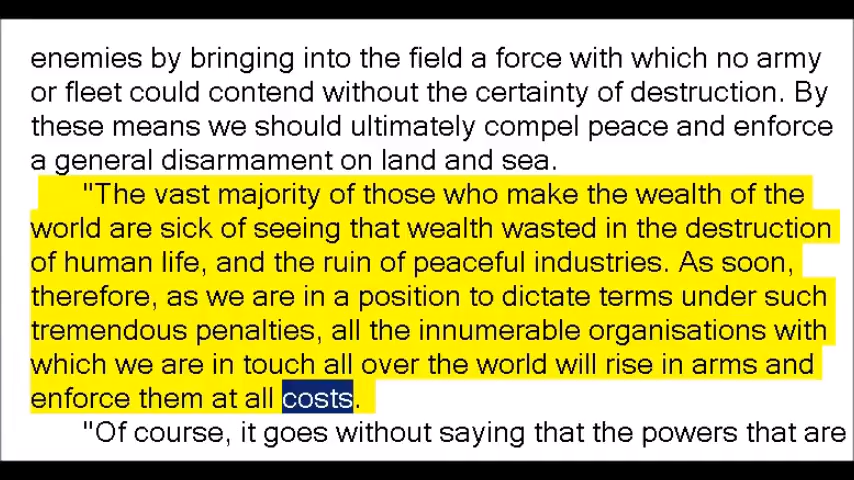 enemies by bringing into the field a force with which no army
or fleet could contend without the certainty of destruction. By
these means we should ultimately compel peace and enforce
a general disarmament on land and sea.
"The vast majority of those who make the wealth of the
world are sick of seeing that wealth wasted in the destruction
of human life, and the ruin of peaceful industries. As soon,
therefore, as we are in a position to dictate terms under such
tremendous penalties, all the innumerable organisations with
which we are in touch all over the world will rise in arms and
enforce them at all costs.
"Of course, it goes without saying that the powers that are